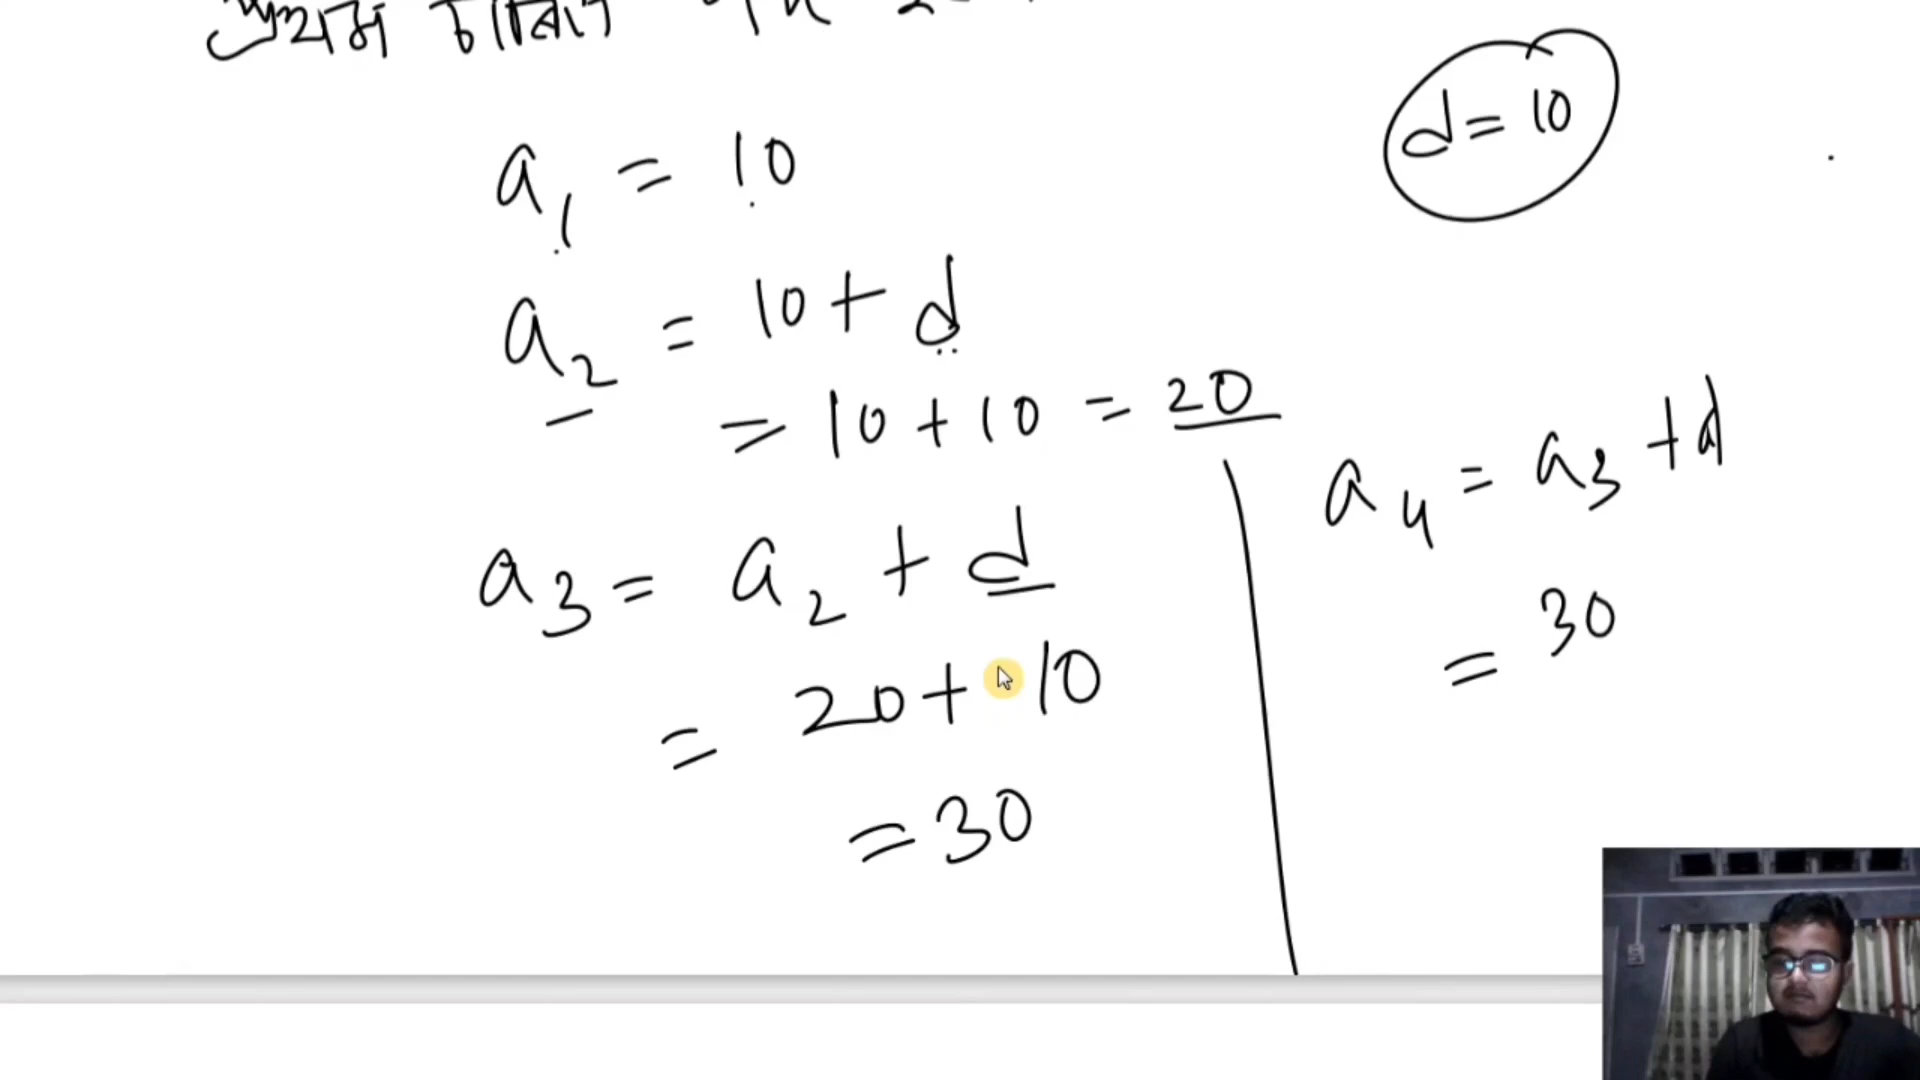 d = 10
a₁ = 10
a₂ = 10 + d
= 10 + 10 = 20
a₃ = a₂ + d
= 20 + 10
= 30
a₄ = a₃ + d
= 30